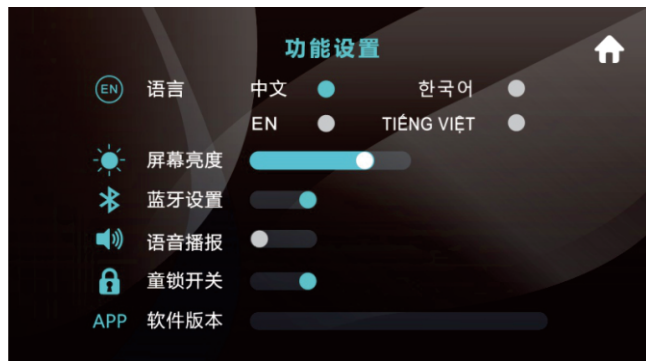 功能设置
EN 语言 中文 한국어
EN TIẾNG VIỆT
屏幕亮度
蓝牙设置
语音播报
童锁开关
APP 软件版本